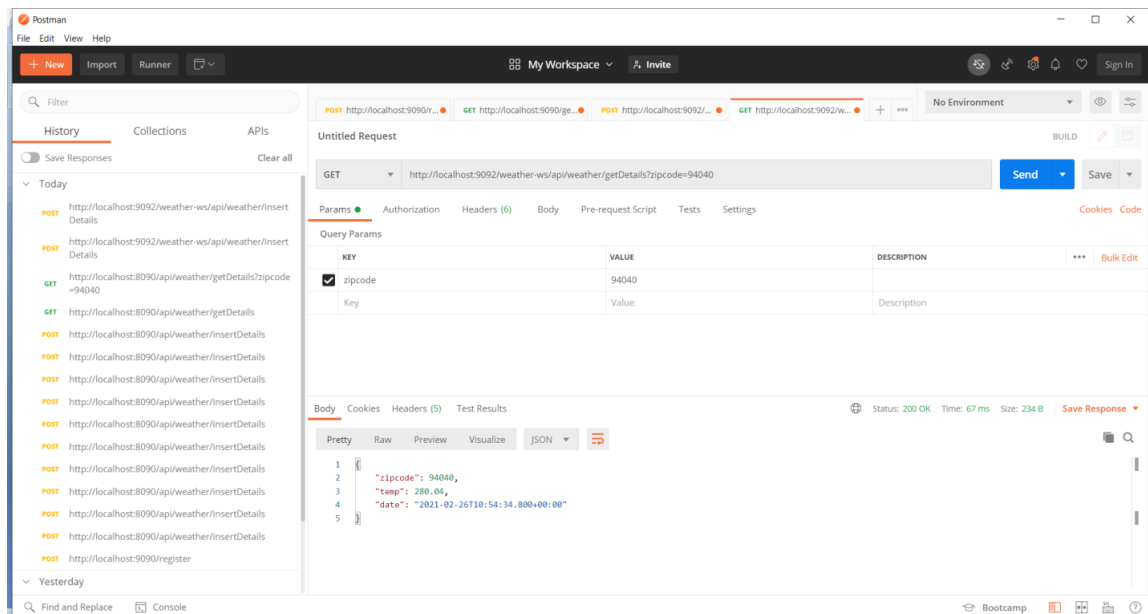 Postman
File Edit View Help
+ New Import Runner My Workspace Invite Sign In
Filter
History Collections APIs
Save Responses Clear all
Today
POST http://localhost:9092/weather-ws/api/weather/insert
Details
POST http://localhost:9092/weather-ws/api/weather/insert
Details
GET http://localhost:8090/api/weather/getDetails?zipcode
=94040
GET http://localhost:8090/api/weather/getDetails
POST http://localhost:8090/api/weather/insertDetails
POST http://localhost:8090/api/weather/insertDetails
POST http://localhost:8090/api/weather/insertDetails
POST http://localhost:8090/api/weather/insertDetails
POST http://localhost:8090/api/weather/insertDetails
POST http://localhost:8090/api/weather/insertDetails
POST http://localhost:8090/api/weather/insertDetails
POST http://localhost:8090/api/weather/insertDetails
POST http://localhost:8090/api/weather/insertDetails
POST http://localhost:8090/api/weather/insertDetails
POST http://localhost:9090/register
Yesterday
POST http://localhost:9090/r... GET http://localhost:9090/ge... POST http://localhost:9092/... GET http://localhost:9092/w... + ••• No Environment
Untitled Request BUILD
GET http://localhost:9092/weather-ws/api/weather/getDetails?zipcode=94040 Send Save
Params Authorization Headers (6) Body Pre-request Script Tests Settings Cookies Code
Query Params
KEY VALUE DESCRIPTION ••• Bulk Edit
zipcode 94040
Key Value Description
Body Cookies Headers (5) Test Results Status: 200 OK Time: 67 ms Size: 234 B Save Response
Pretty Raw Preview Visualize JSON
1 {
2 "zipcode": 94040,
3 "temp": 280.04,
4 "date": "2021-02-26T10:54:34.800+00:00"
5 }
Find and Replace Console Bootcamp